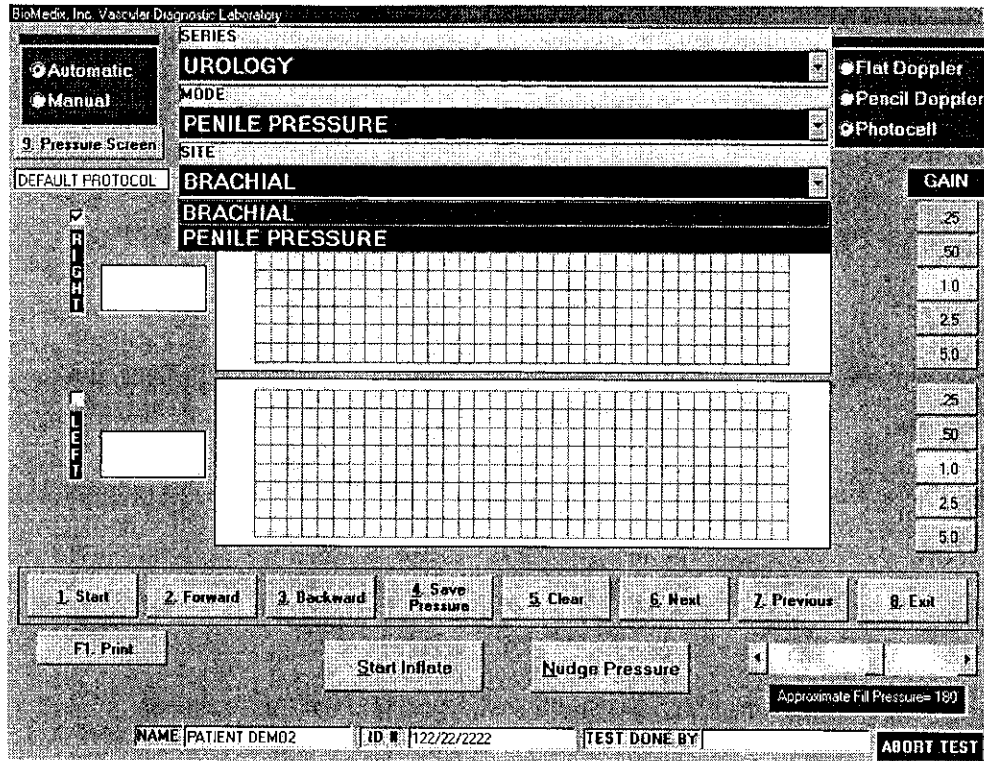 BioMedix, Inc. Vascular Diagnostic Laboratory
SERIES
UROLOGY
MODE
PENILE PRESSURE
SITE
BRACHIAL
BRACHIAL
PENILE PRESSURE
Automatic
Manual
9. Pressure Screen
DEFAULT PROTOCOL
Flat Doppler
Pencil Doppler
Photocell
GAIN
RIGHT
.25
.50
1.0
2.5
5.0
LEFT
.25
.50
1.0
2.5
5.0
1. Start
2. Forward
3. Backward
4. Save Pressure
5. Clear
6. Next
7. Previous
8. Exit
F1. Print
Start Inflate
Nudge Pressure
Approximate Fill Pressure= 180
NAME PATIENT DEMO2 ID # 122/22/2222 TEST DONE BY
ABORT TEST